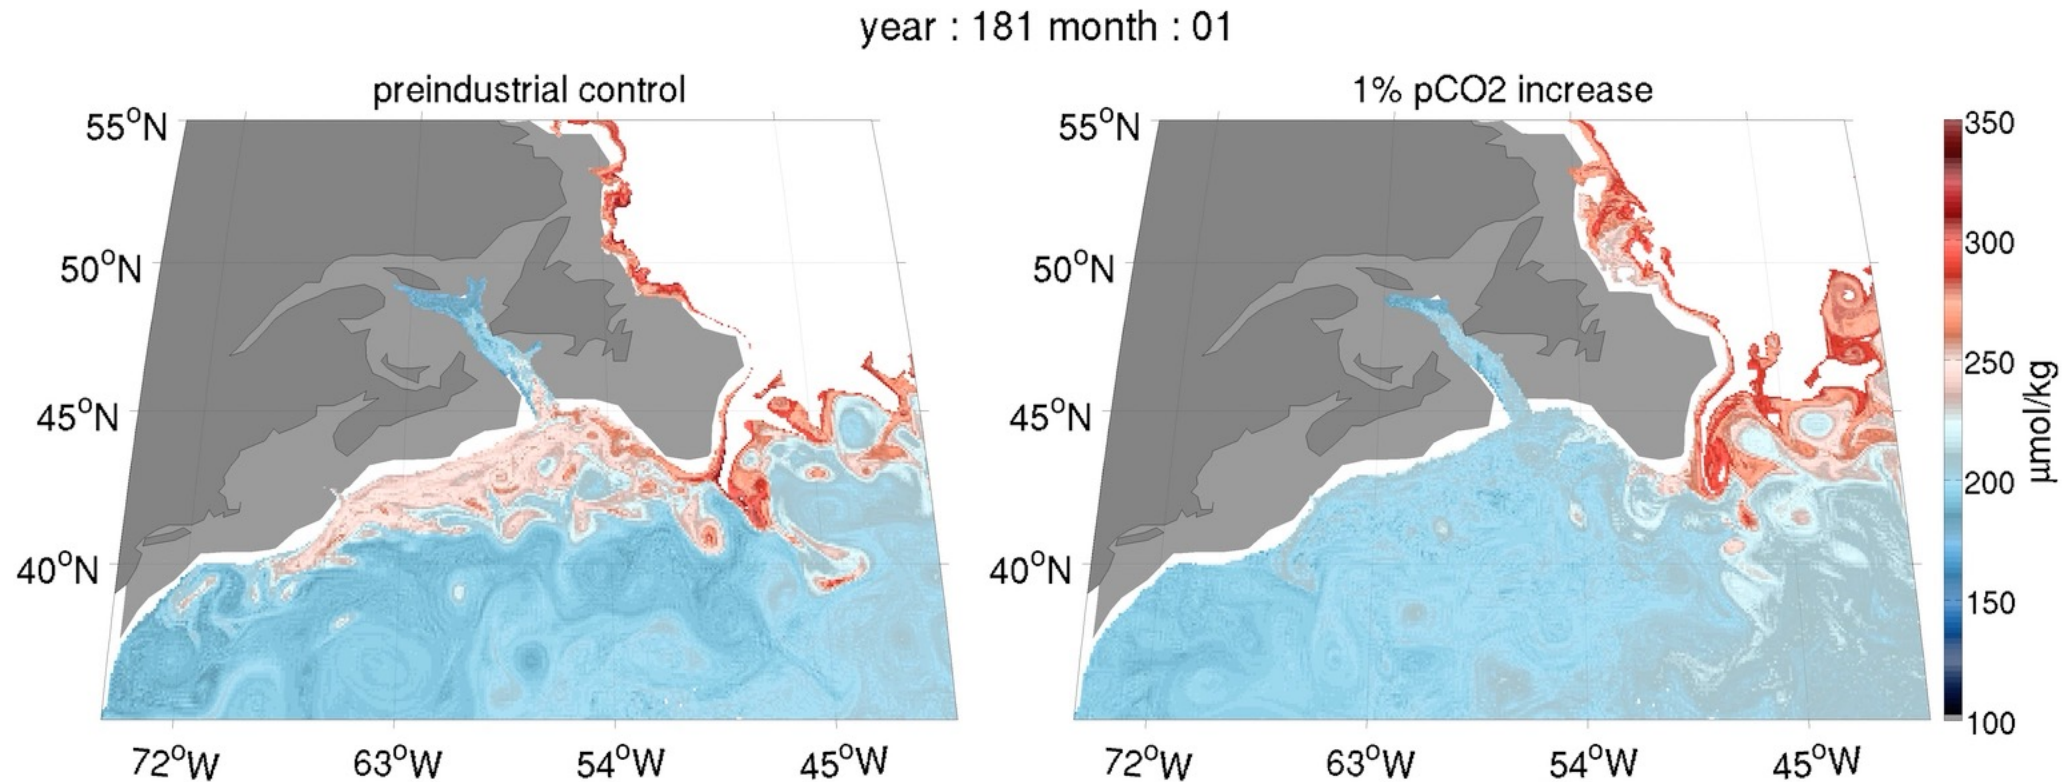 year : 181 month : 01
preindustrial control
1% pCO2 increase
55°N
50°N
45°N
40°N
72°W
63°W
54°W
45°W
55°N
50°N
45°N
40°N
72°W
63°W
54°W
45°W
350
300
250
200
150
100
μmol/kg